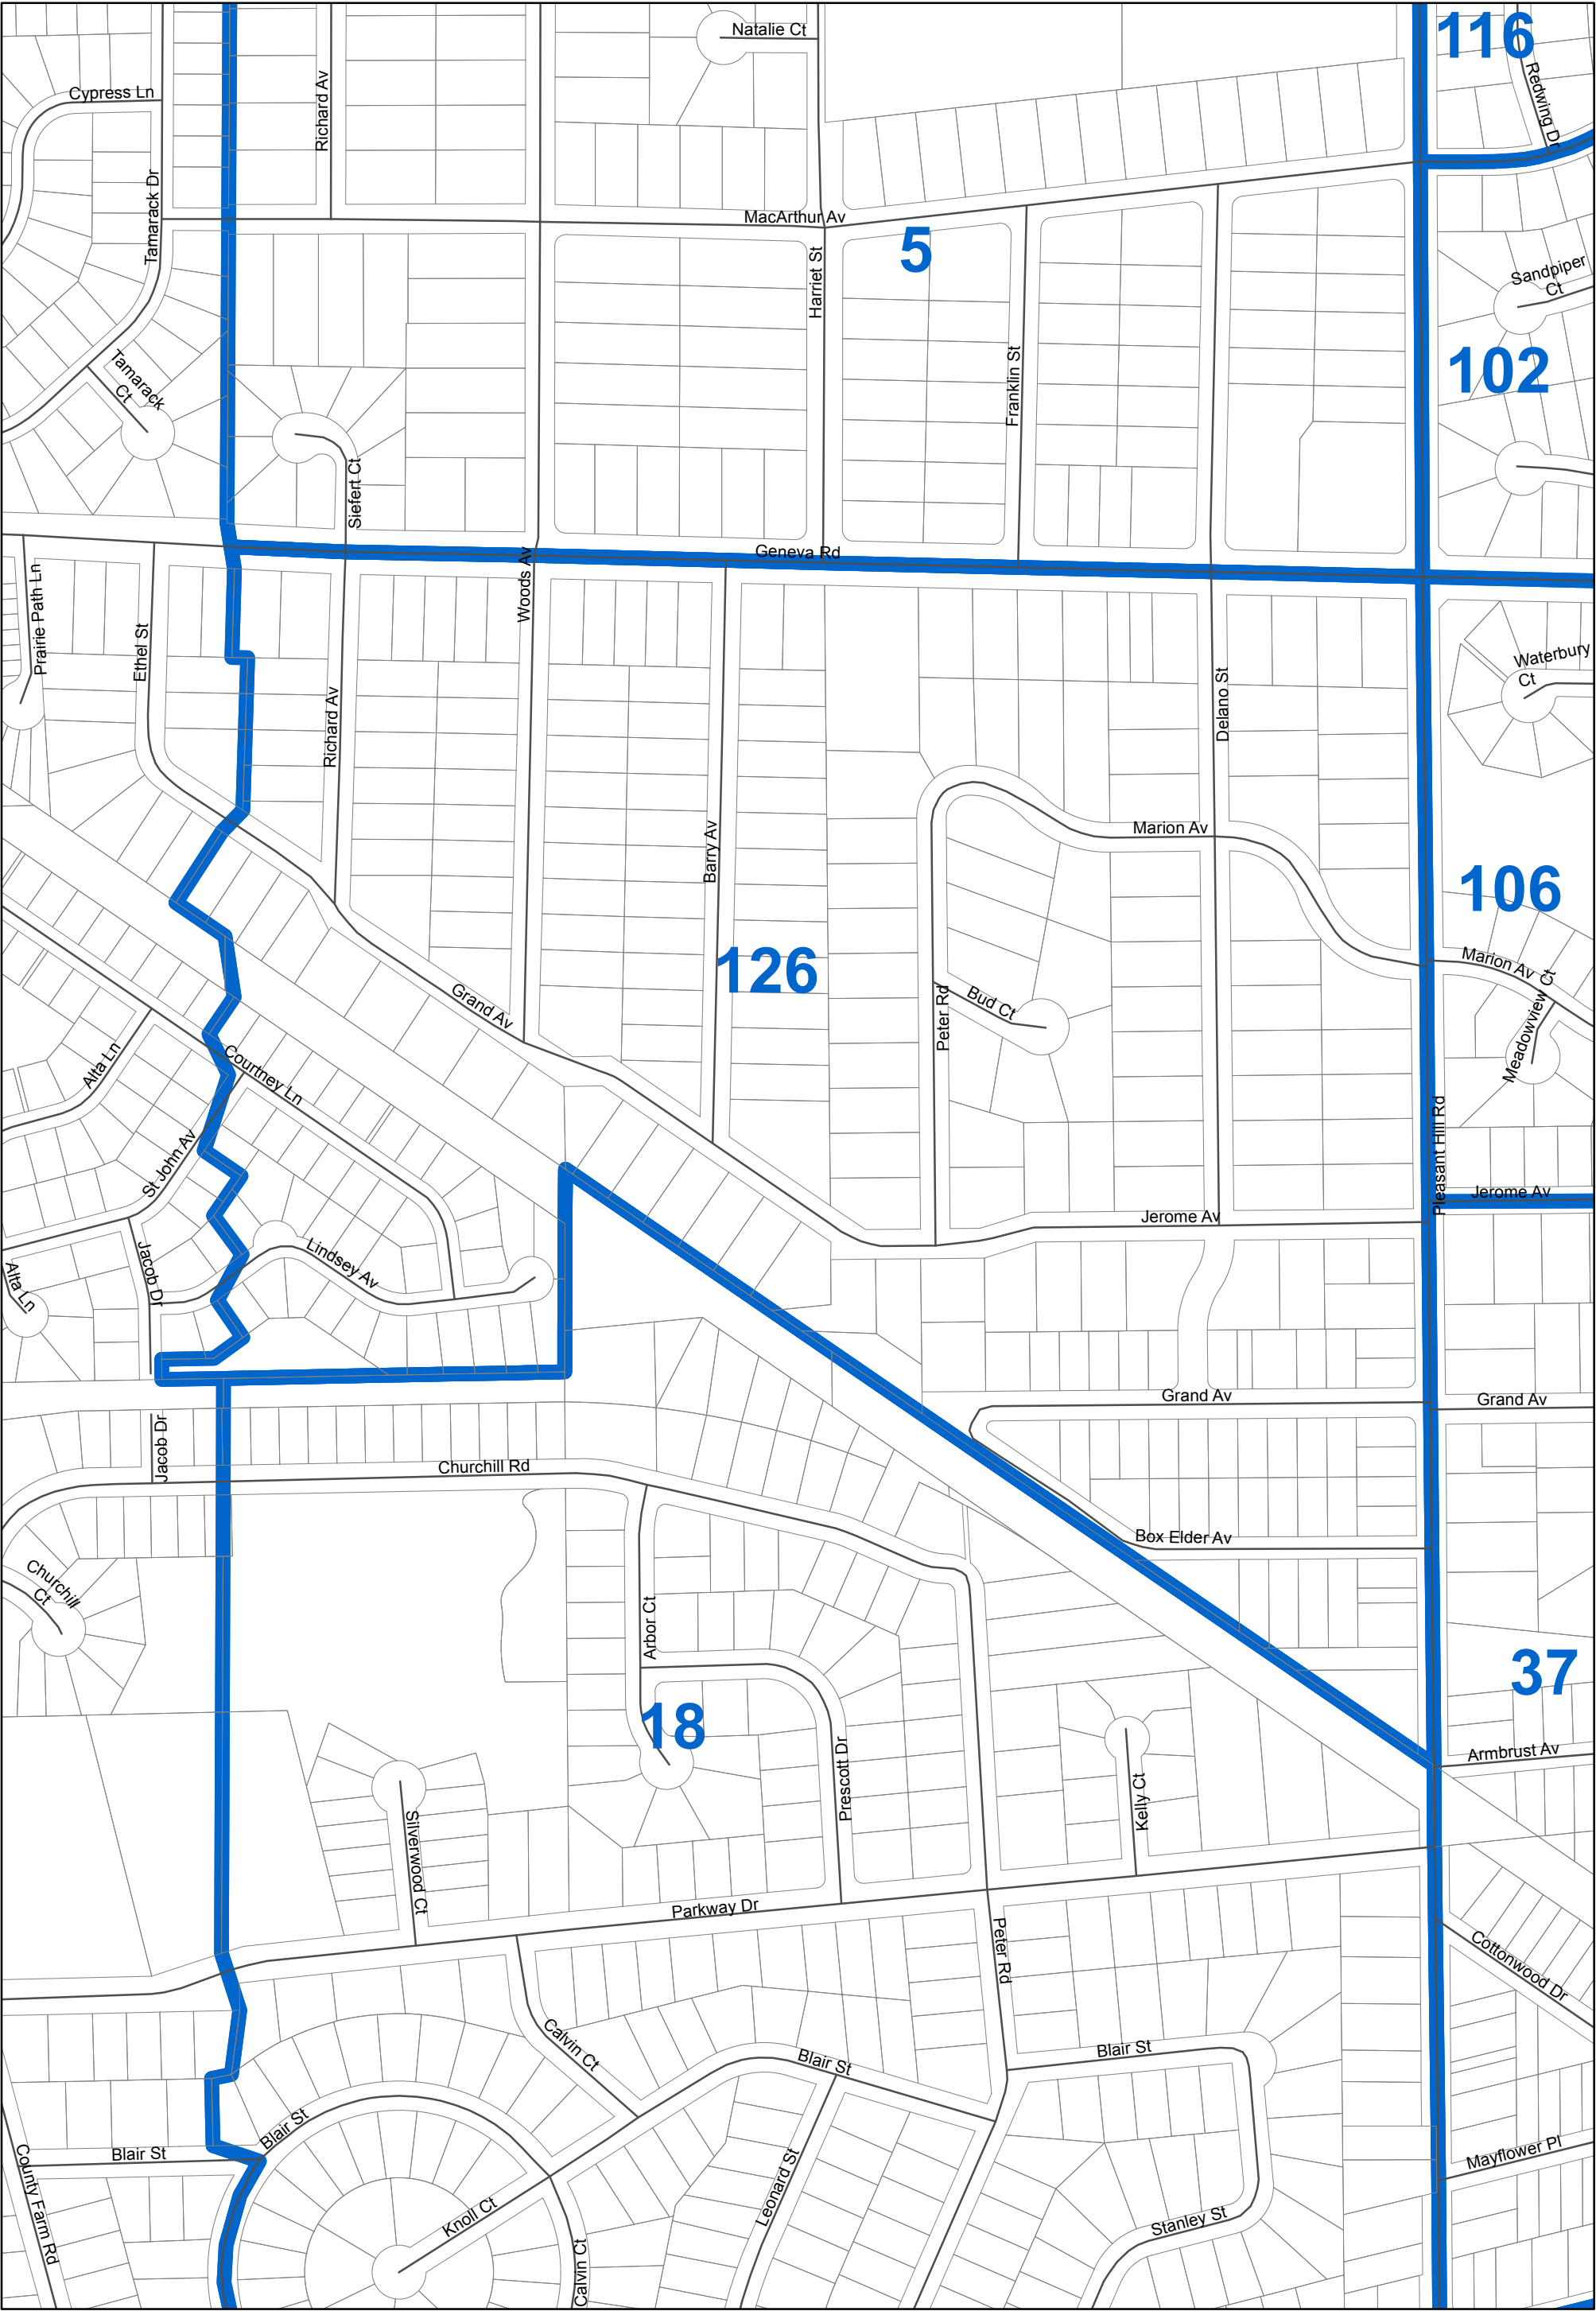 Natalie Ct
116
Redwing Dr
Cypress Ln
Richard Av
Tamarack Dr
MacArthur Av
5
Harriet St
Sandpiper
Ct
102
Franklin St
Tamarack
Ct
Siefert Ct
Geneva Rd
Woods Av
Prairie Path Ln
Ethel St
Waterbury
Ct
Richard Av
Delano St
Marion Av
Barry Av
106
126
Marion Av
Grand Av
Bud Ct
Peter Rd
Meadowview Ct
Alta Ln
Courtney Ln
Pleasant Hill Rd
St John Av
Jerome Av
Jerome Av
Lindsey Av
Jacob Dr
Alta Ln
Grand Av
Grand Av
Jacob Dr
Churchill Rd
Box Elder Av
Churchill
Ct
Arbor Ct
37
18
Armbrust Av
Prescott Dr
Kelly Ct
Silverwood Ct
Parkway Dr
Peter Rd
Cottonwood Dr
Calvin Ct
Blair St
Blair St
Blair St
Blair St
Mayflower Pl
County Farm Rd
Leonard St
Knoll Ct
Stanley St
Calvin Ct